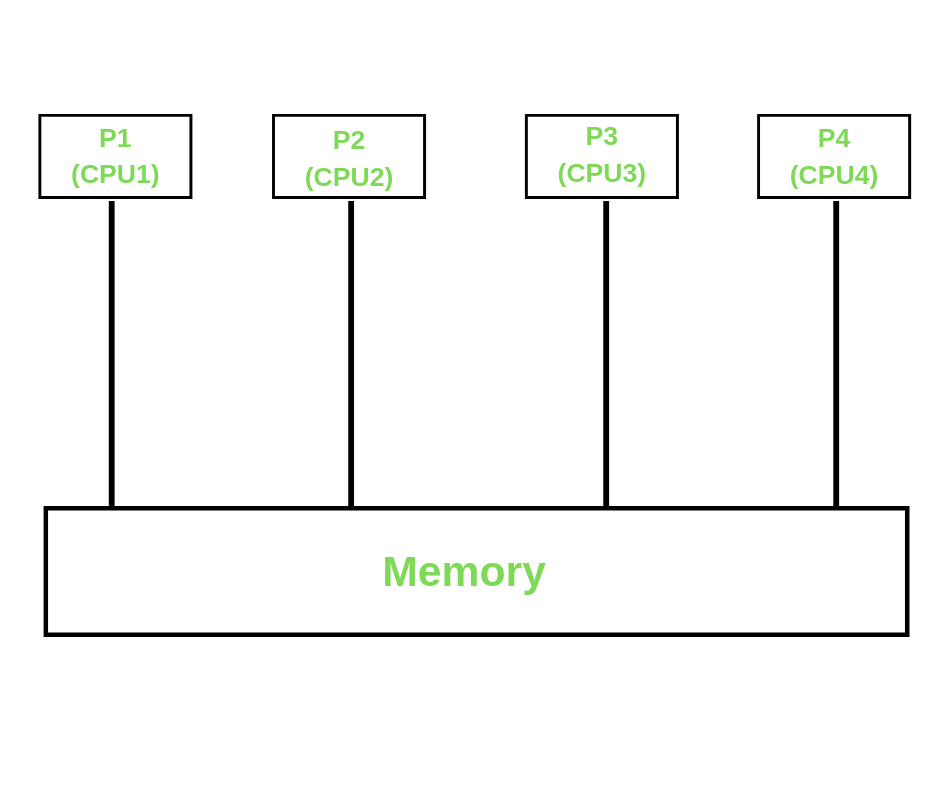 P1
(CPU1)
P2
(CPU2)
P3
(CPU3)
P4
(CPU4)
Memory